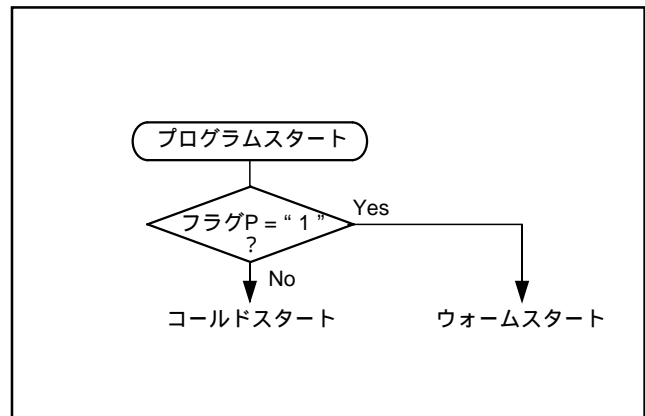 プログラムスタート
フラグP = “ 1 ”
?
Yes
No
コールドスタート
ウォームスタート